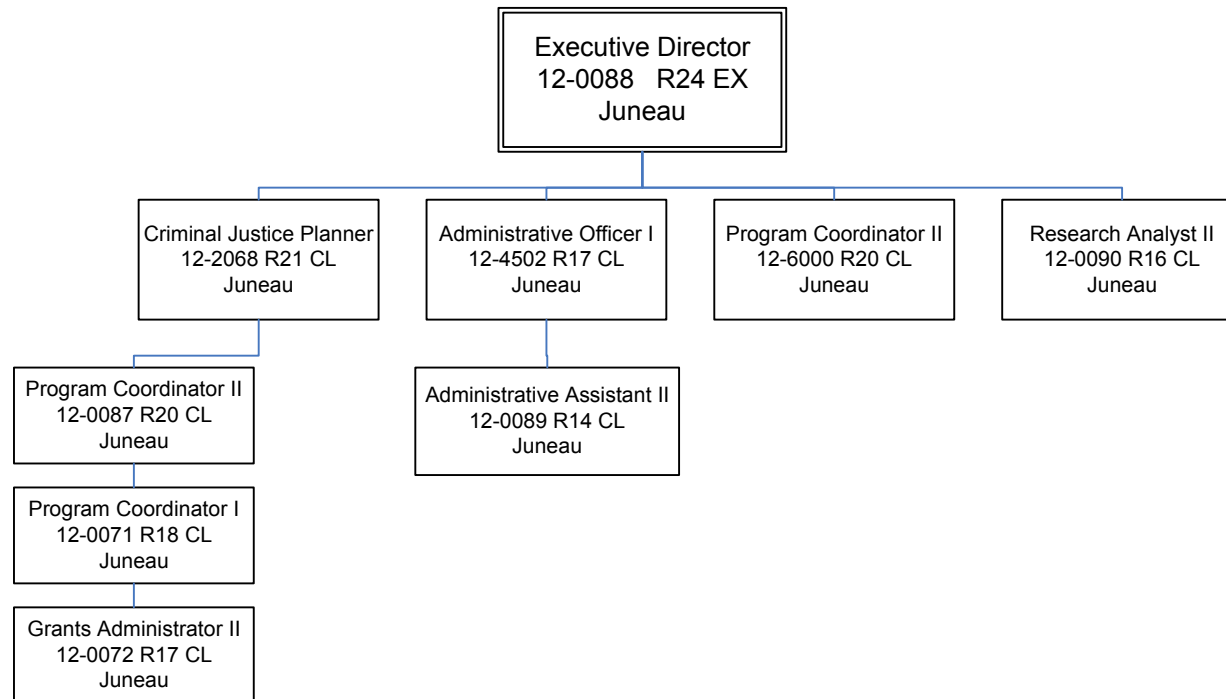 Executive Director
12-0088 R24 EX
Juneau
Criminal Justice Planner
12-2068 R21 CL
Juneau
Administrative Officer I
12-4502 R17 CL
Juneau
Program Coordinator II
12-6000 R20 CL
Juneau
Research Analyst II
12-0090 R16 CL
Juneau
Program Coordinator II
12-0087 R20 CL
Juneau
Administrative Assistant II
12-0089 R14 CL
Juneau
Program Coordinator I
12-0071 R18 CL
Juneau
Grants Administrator II
12-0072 R17 CL
Juneau